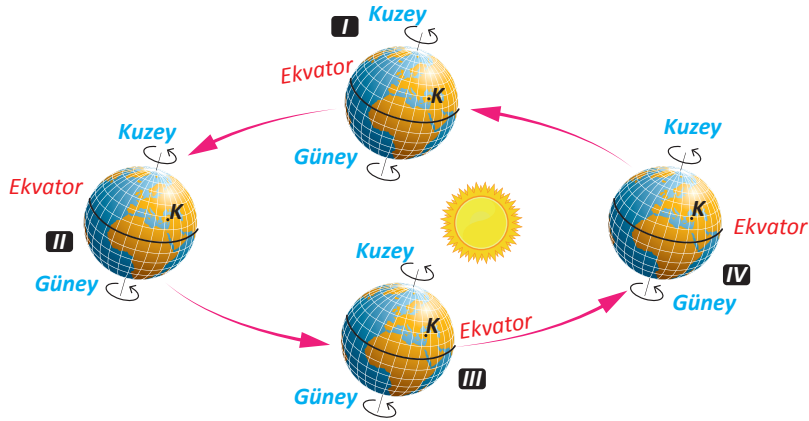 I
Kuzey
Ekvator
.K
Güney
Kuzey
Ekvator
.K
II
Güney
Kuzey
.K
Ekvator
III
Güney
Kuzey
.K
Ekvator
IV
Güney